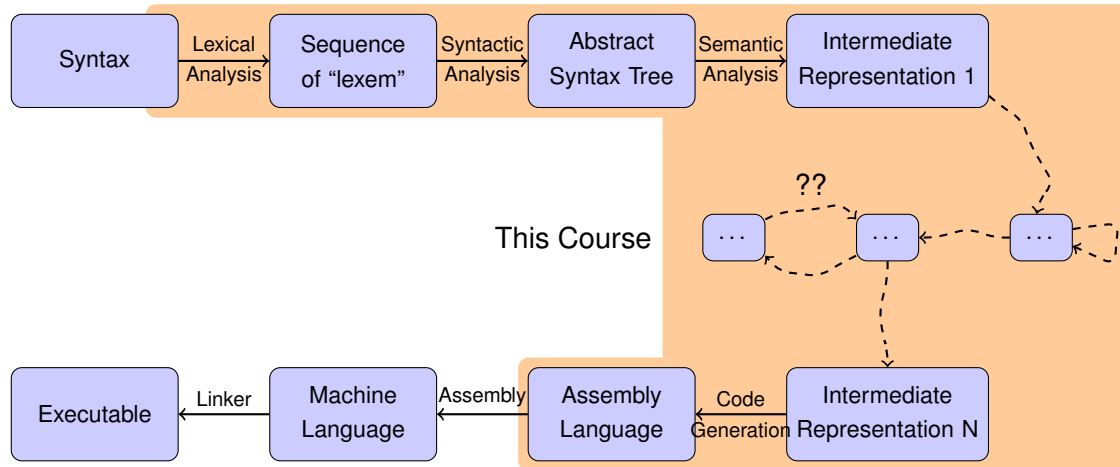 Syntax
Lexical
Analysis
Sequence
of “lexem”
Syntactic
Analysis
Abstract
Syntax Tree
Semantic
Analysis
Intermediate
Representation 1
??
...
...
...
This Course
Executable
Linker
Machine
Language
Assembly
Assembly
Language
Code
Generation
Intermediate
Representation N